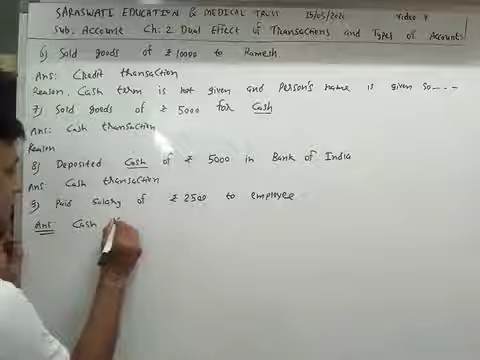 SARASWATI EDUCATION & MEDICAL TRUST 15/05/2020 Video 4
Sub. Account Ch: 2 Dual Effect of Transactions and Types of Accounts
6) Sold goods of ₹ 10000 to Ramesh.
Ans: Credit transaction
Reason. Cash term is not given and Person's name is given so ----
7) Sold goods of ₹ 5000 for Cash
Ans: Cash transaction
Reason
8) Deposited Cash of ₹ 5000 in Bank of India
Ans: Cash transaction
9) Paid salary of ₹ 2500 to employee
Ans: Cash